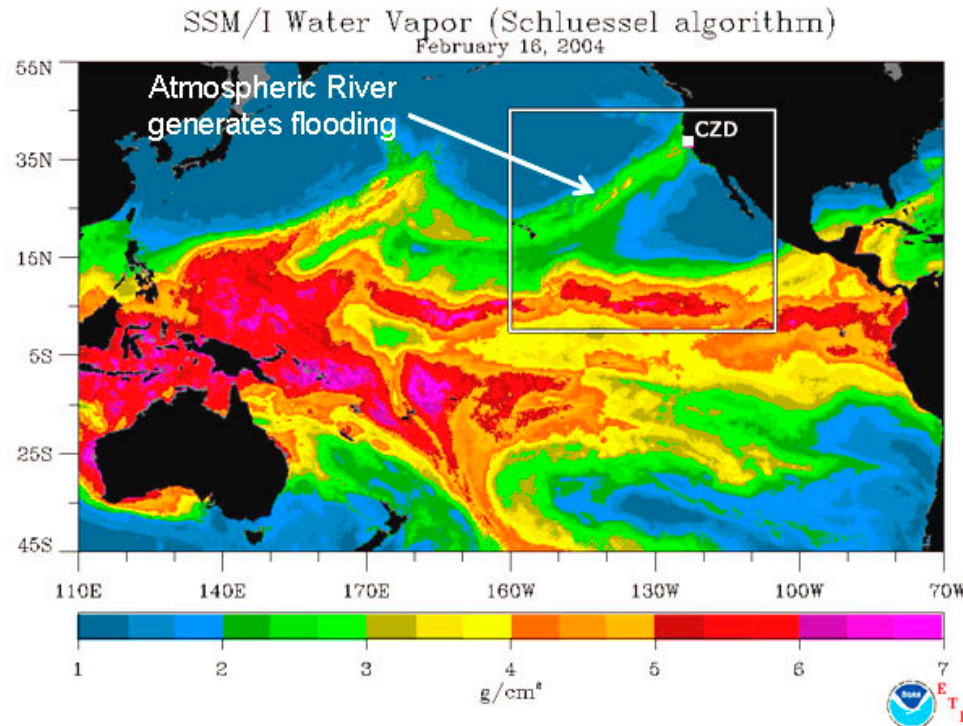 SSM/I Water Vapor (Schluessel algorithm)
February 16, 2004
55N
Atmospheric River
generates flooding
CZD
35N
15N
5S
25S
45S
110E 140E 170E 160W 130W 100W 70W
1 2 3 4 5 6 7
g/cm²
NOAA
E
T
L